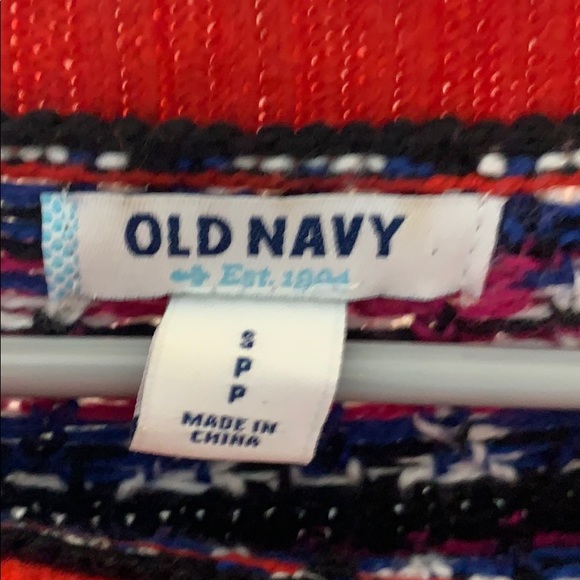 OLD NAVY
Est. 1994
S
P
P
MADE IN
CHINA